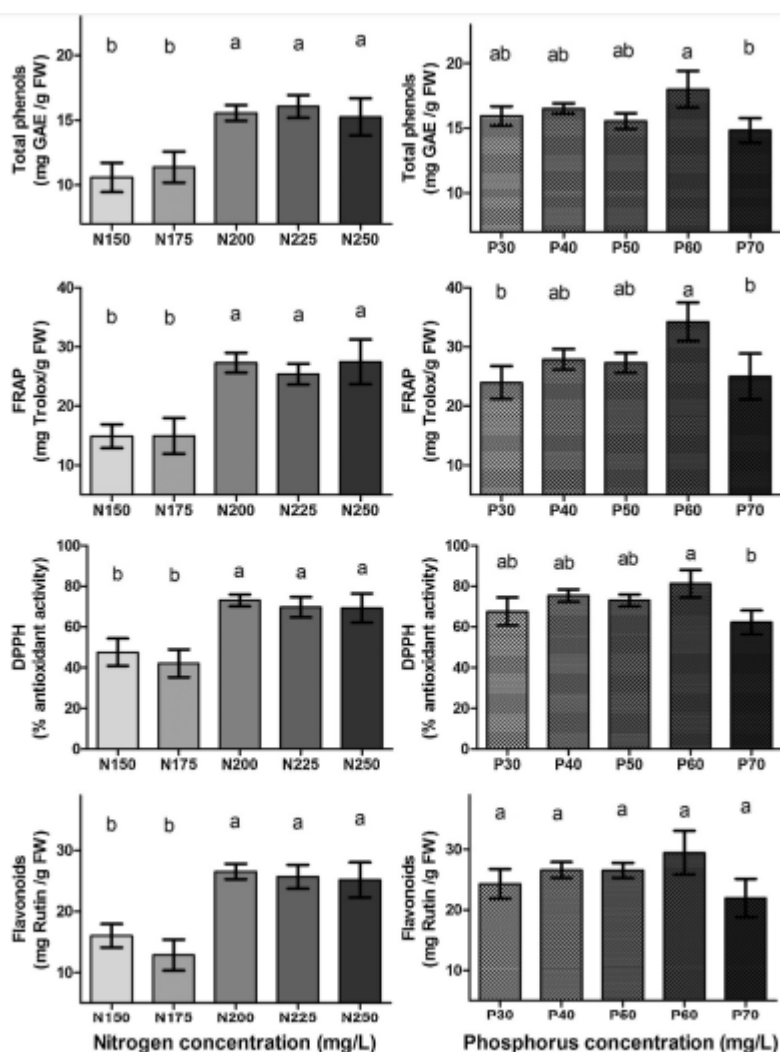 Total phenols
(mg GAE /g FW)
b b a a a
20
15
10
N150 N175 N200 N225 N250
Total phenols
(mg GAE /g FW)
ab ab ab a b
20
15
10
P30 P40 P50 P60 P70
FRAP
(mg Trolox/g FW)
b b a a a
40
30
20
10
N150 N175 N200 N225 N250
FRAP
(mg Trolox/g FW)
b ab ab a b
40
30
20
10
P30 P40 P50 P60 P70
DPPH
(% antioxidant activity)
b b a a a
100
80
60
40
20
0
N150 N175 N200 N225 N250
DPPH
(% antioxidant activity)
ab ab ab a b
100
80
60
40
20
0
P30 P40 P50 P60 P70
Flavonoids
(mg Rutin /g FW)
b b a a a
30
20
10
N150 N175 N200 N225 N250
Nitrogen concentration (mg/L)
Flavonoids
(mg Rutin /g FW)
a a a a a
30
20
10
P30 P40 P50 P60 P70
Phosphorus concentration (mg/L)